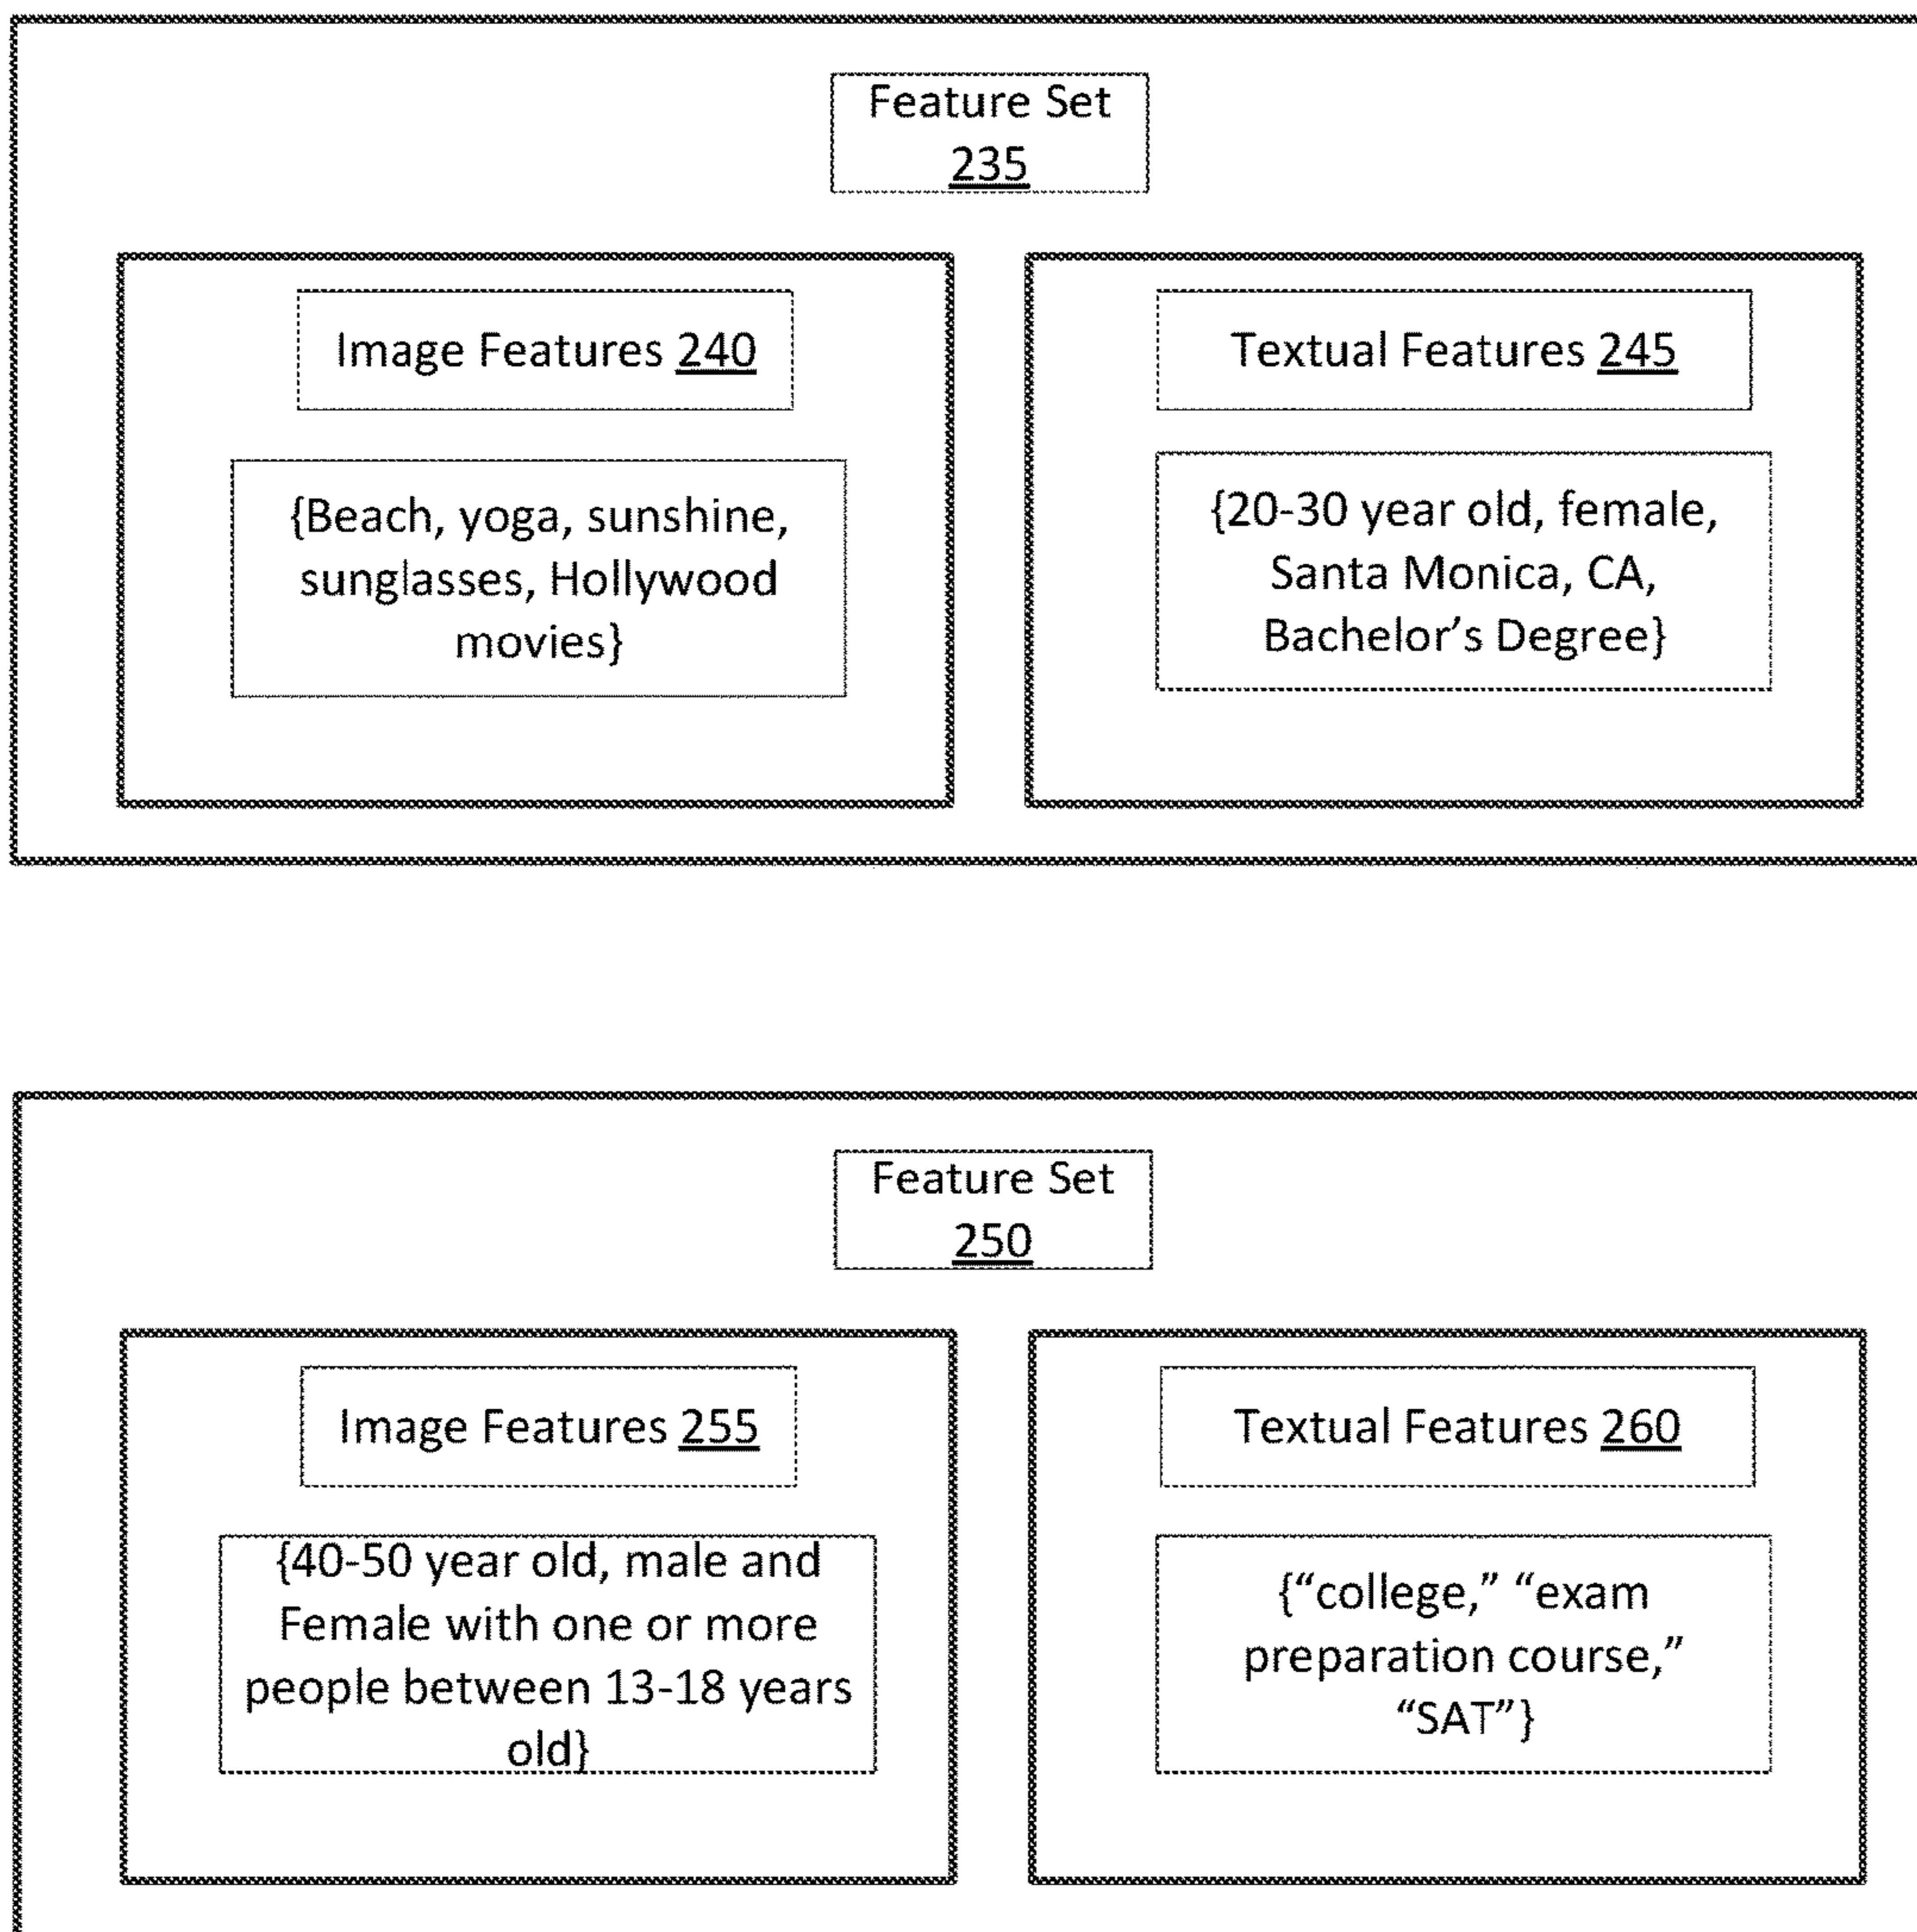 Feature Set
235
Image Features 240
{Beach, yoga, sunshine,
sunglasses, Hollywood
movies}
Textual Features 245
{20-30 year old, female,
Santa Monica, CA,
Bachelor’s Degree}
Feature Set
250
Image Features 255
{40-50 year old, male and
Female with one or more
people between 13-18 years
old}
Textual Features 260
{“college,” “exam
preparation course,”
“SAT”}